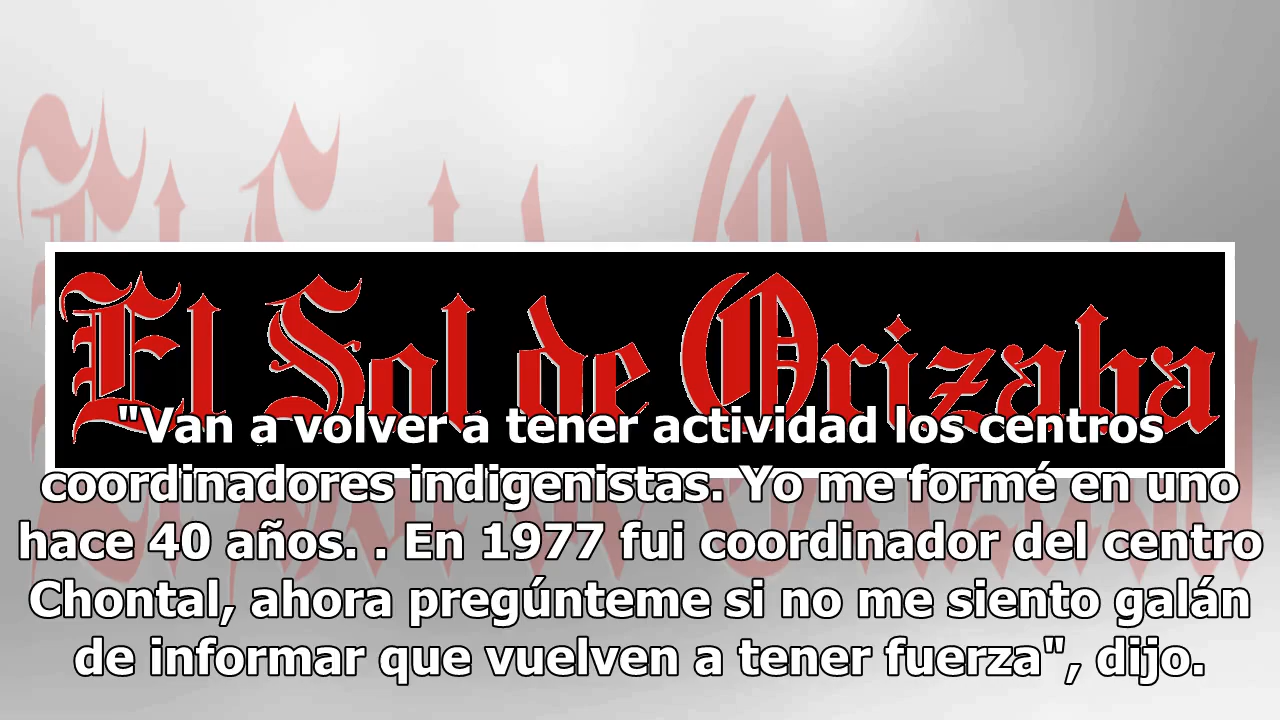 El Sol de Orizaba
"Van a volver a tener actividad los centros
coordinadores indigenistas. Yo me formé en uno
hace 40 años. . En 1977 fui coordinador del centro
Chontal, ahora pregúnteme si no me siento galán
de informar que vuelven a tener fuerza", dijo.